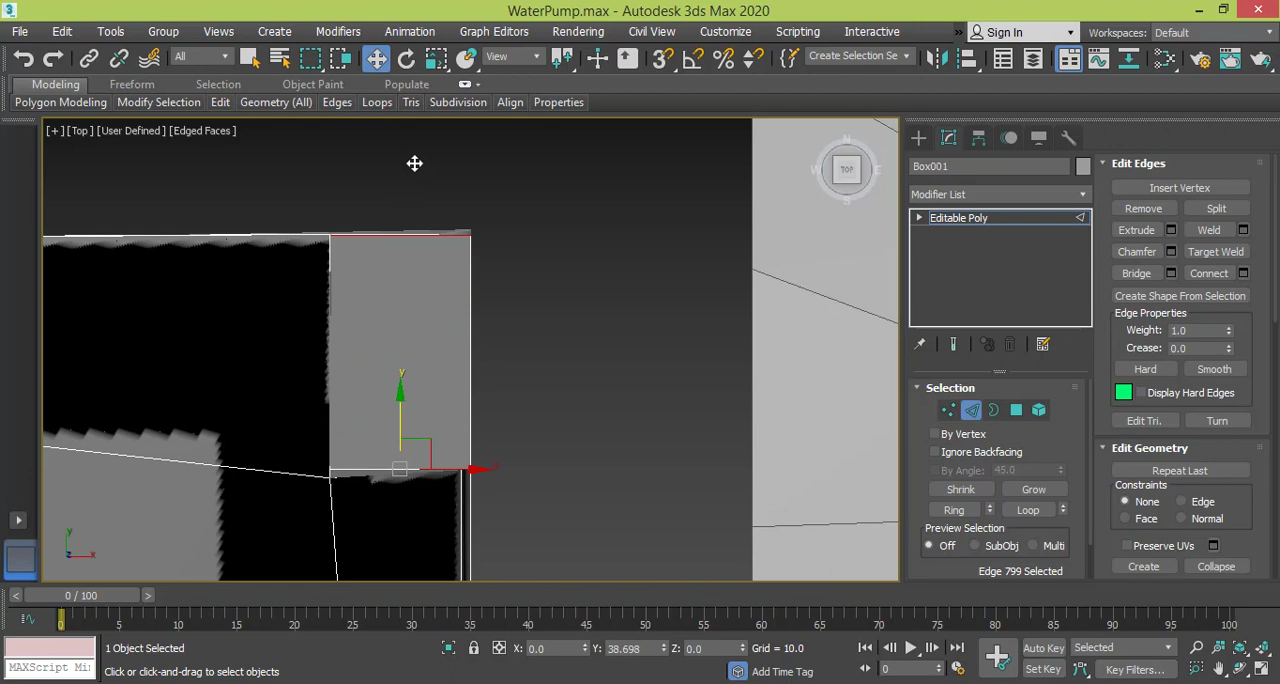 WaterPump.max - Autodesk 3ds Max 2020
File Edit Tools Group Views Create Modifiers Animation Graph Editors Rendering Civil View Customize Scripting Interactive Sign In Workspaces: Default
All View Create Selection Se
Modeling Freeform Selection Object Paint Populate
Polygon Modeling Modify Selection Edit Geometry (All) Edges Loops Tris Subdivision Align Properties
[+] [Top] [User Defined] [Edged Faces]
N
W TOP E
S
Box001
Modifier List
Editable Poly
Selection
By Vertex
Ignore Backfacing
By Angle: 45.0
Shrink Grow
Ring Loop
Preview Selection
Off SubObj Multi
Edge 799 Selected
Edit Edges
Insert Vertex
Remove Split
Extrude Weld
Chamfer Target Weld
Bridge Connect
Create Shape From Selection
Edge Properties
Weight: 1.0
Crease: 0.0
Hard Smooth
Display Hard Edges
Edit Tri. Turn
Edit Geometry
Repeat Last
Constraints
None Edge
Face Normal
Preserve UVs
Create Collapse
y
x
y
x
0 / 100
0 5 10 15 20 25 30 35 40 45 50 55 60 65 70 75 80 85 90 95 100
1 Object Selected X: 0.0 Y: 38.698 Z: 0.0 Grid = 10.0 Auto Key Selected
MAXScript Mi Click or click-and-drag to select objects Add Time Tag 0 Set Key Key Filters...